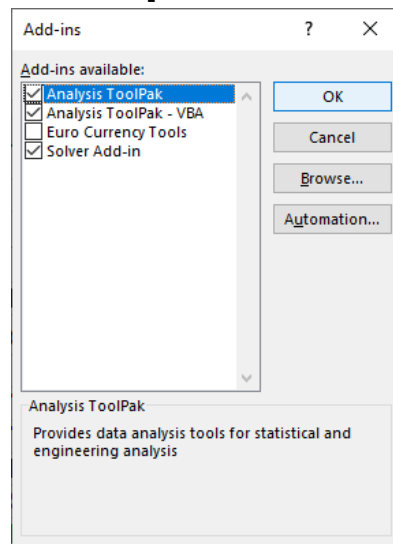 Add-ins ? ×
Add-ins available:
Analysis ToolPak
Analysis ToolPak - VBA
Euro Currency Tools
Solver Add-in
OK
Cancel
Browse...
Automation...
Analysis ToolPak
Provides data analysis tools for statistical and
engineering analysis